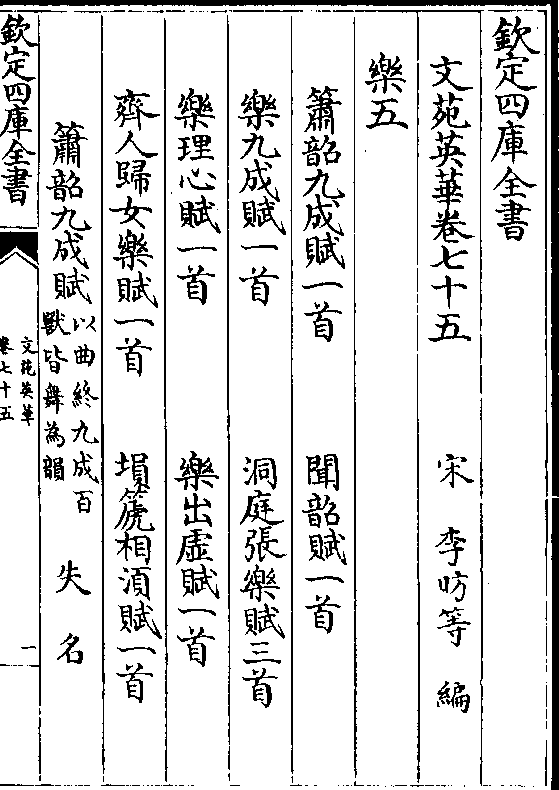 欽定四庫全書
文苑英華卷七十五
宋 李昉等 編
樂五
簫韶九成賦一首
聞韶賦一首
樂九成賦一首
洞庭張樂賦三首
樂理心賦一首
樂出虛賦一首
齊人歸女樂賦一首
塤箎相湏賦一首
簫韶九成賦
以曲終九成百
獸皆舞為韻
失名
欽定四庫全書
文苑英華
卷七十五
一